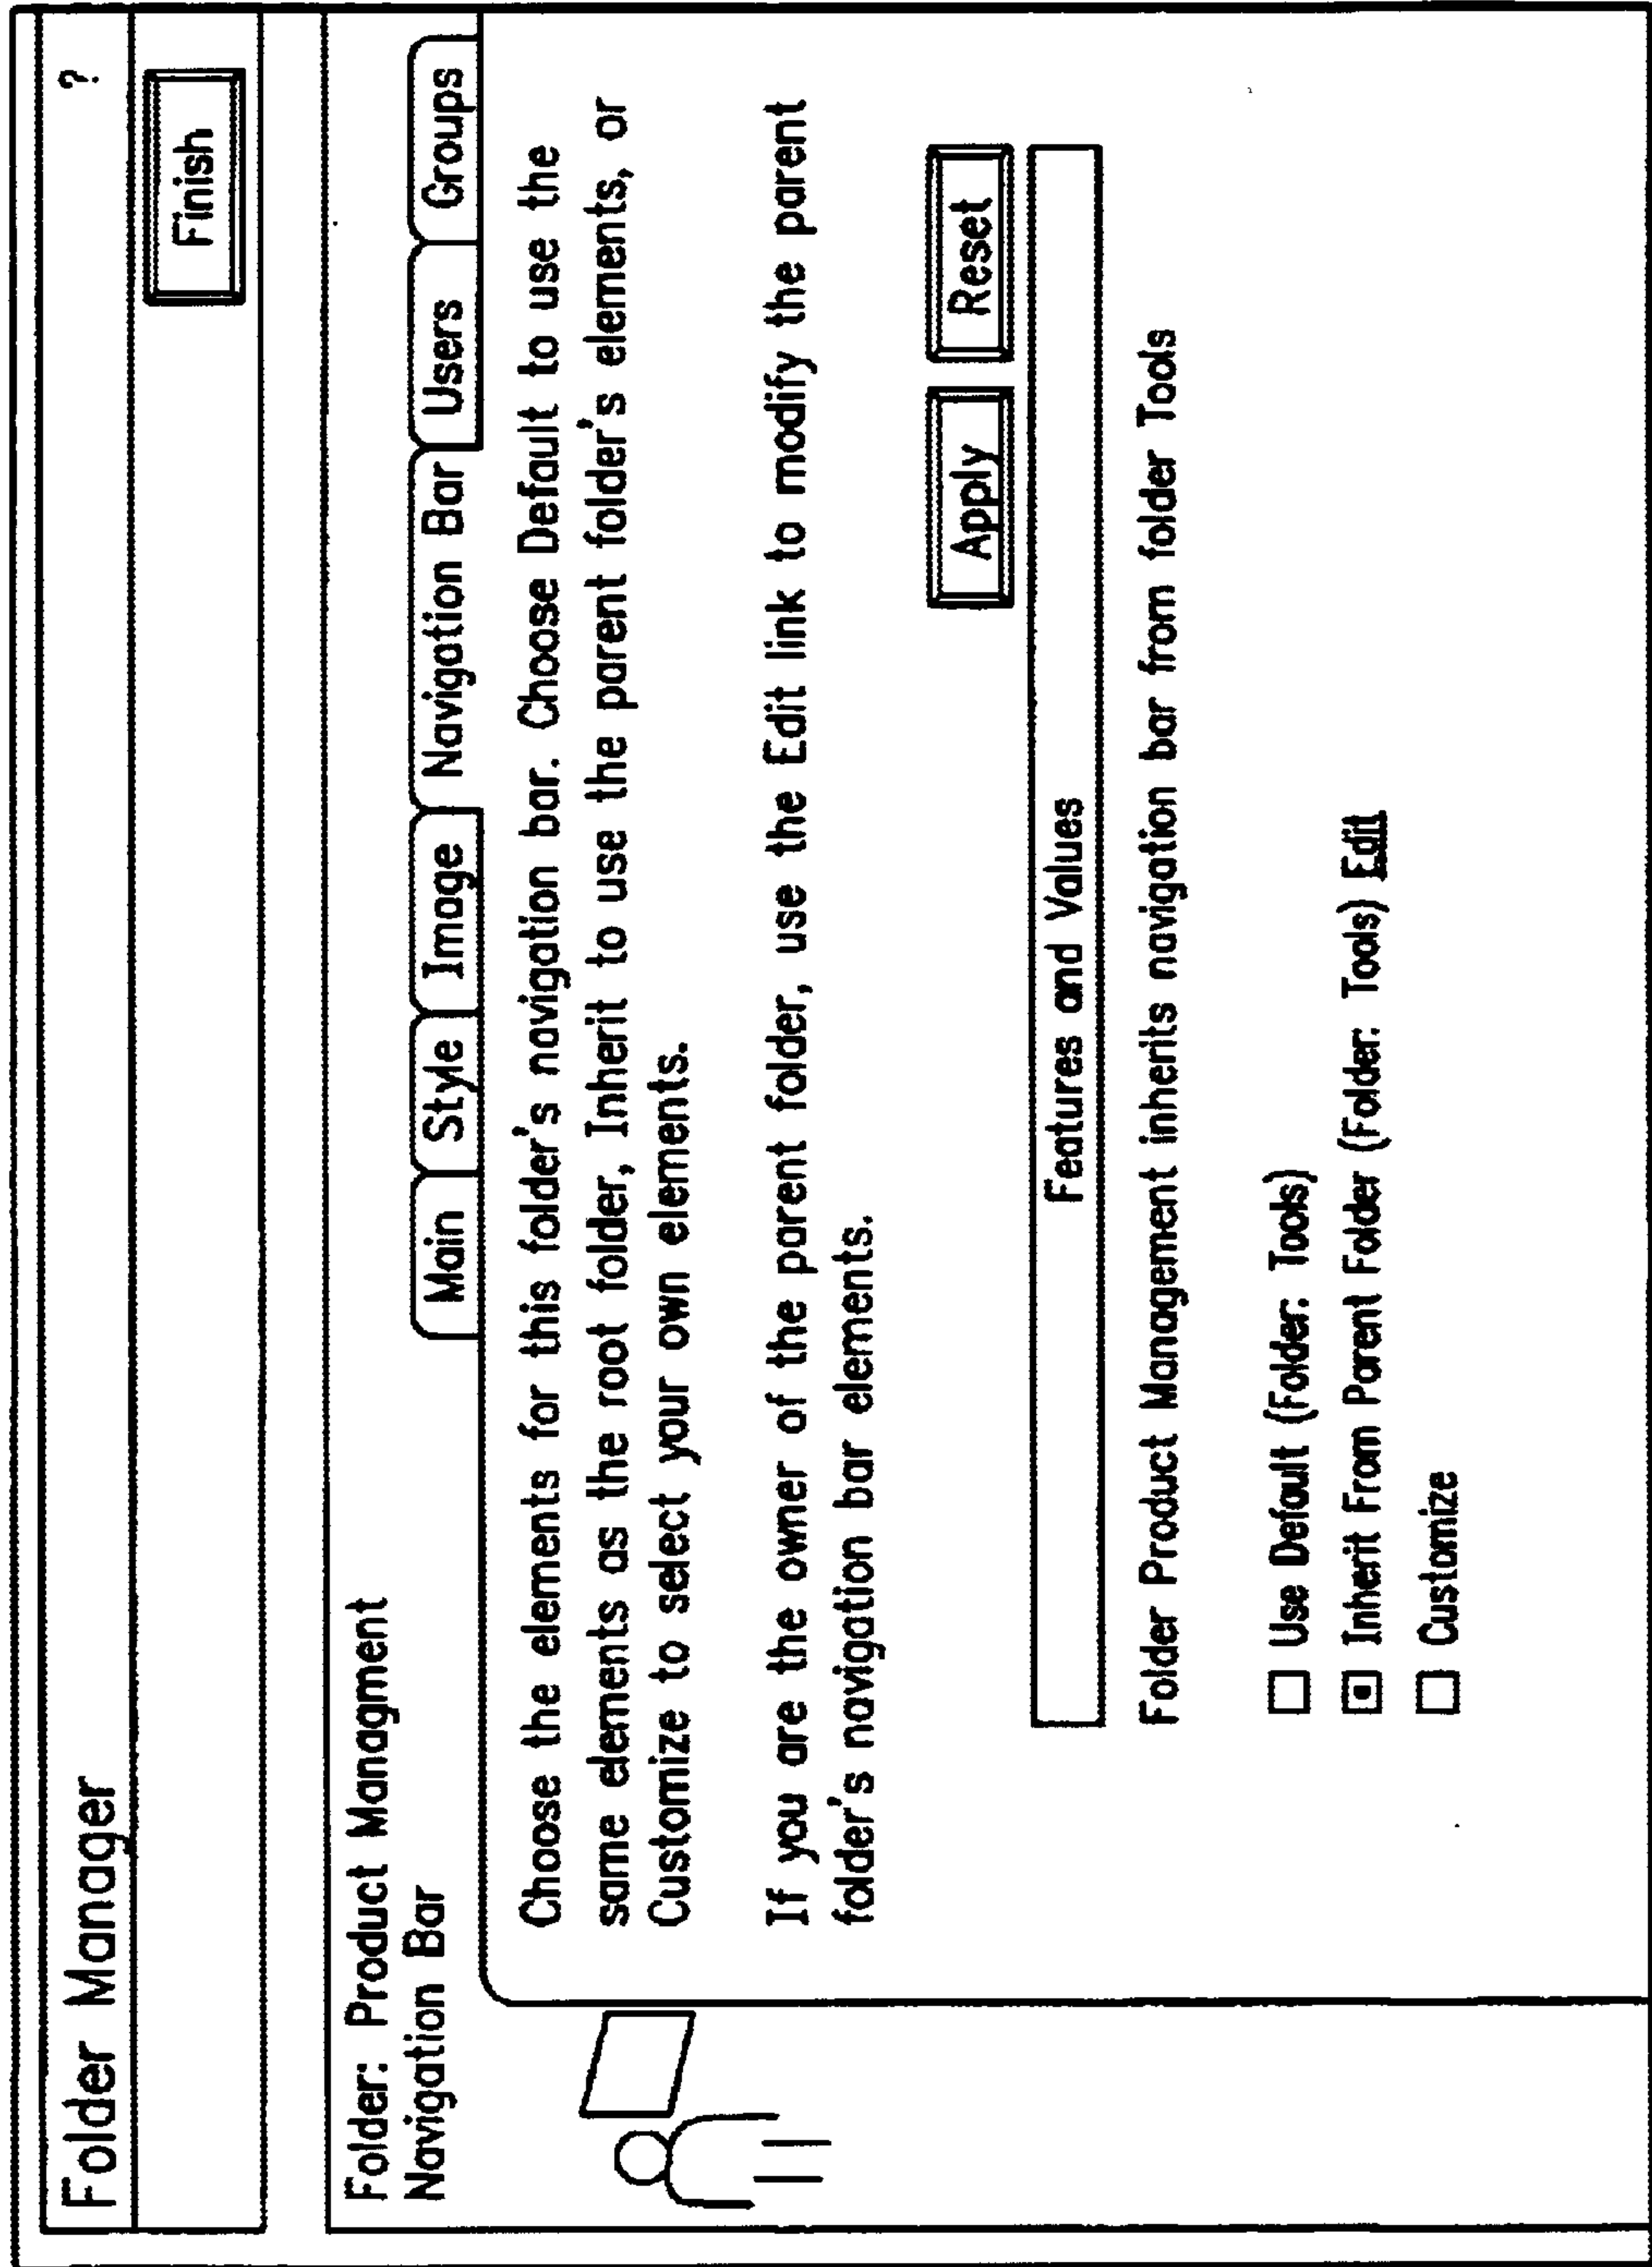 Folder Manager ?
Finish
Folder: Product Managment
Navigation Bar
Main Style Image Navigation Bar Users Groups
Choose the elements for this folder's navigation bar. Choose Default to use the
same elements as the root folder, Inherit to use the parent folder's elements, or
Customize to select your own elements.
If you are the owner of the parent folder, use the Edit link to modify the parent
folder's navigation bar elements.
Apply Reset
Features and Values
Folder Product Management inherits navigation bar from folder Tools
Use Default (Folder: Tools)
Inherit From Parent Folder (Folder: Tools) Edit
Customize